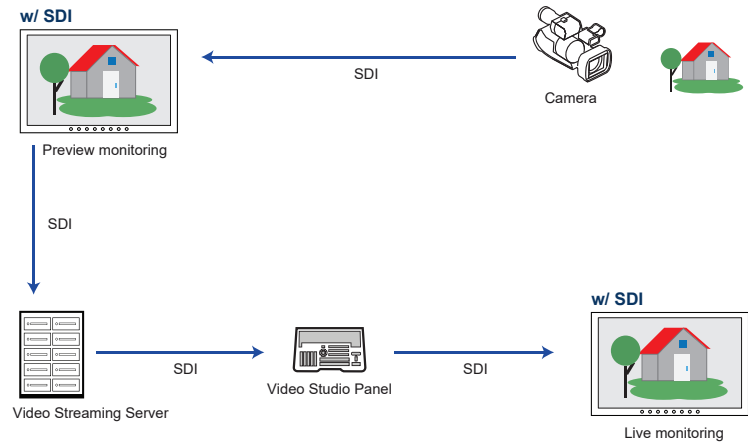 w/ SDI
SDI
Camera
Preview monitoring
SDI
w/ SDI
SDI
SDI
Video Studio Panel
Video Streaming Server
Live monitoring